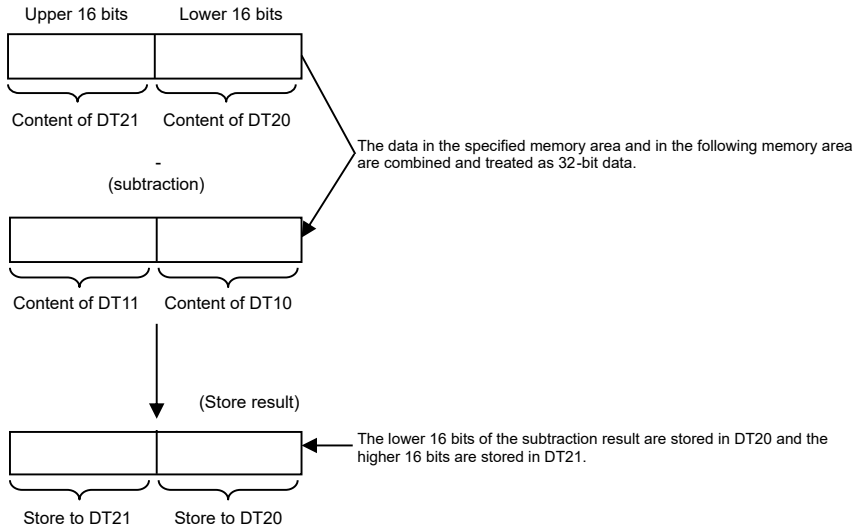 Upper 16 bits Lower 16 bits
Content of DT21 Content of DT20
The data in the specified memory area and in the following memory area
are combined and treated as 32-bit data.
-
(subtraction)
Content of DT11 Content of DT10
(Store result)
The lower 16 bits of the subtraction result are stored in DT20 and the
higher 16 bits are stored in DT21.
Store to DT21 Store to DT20